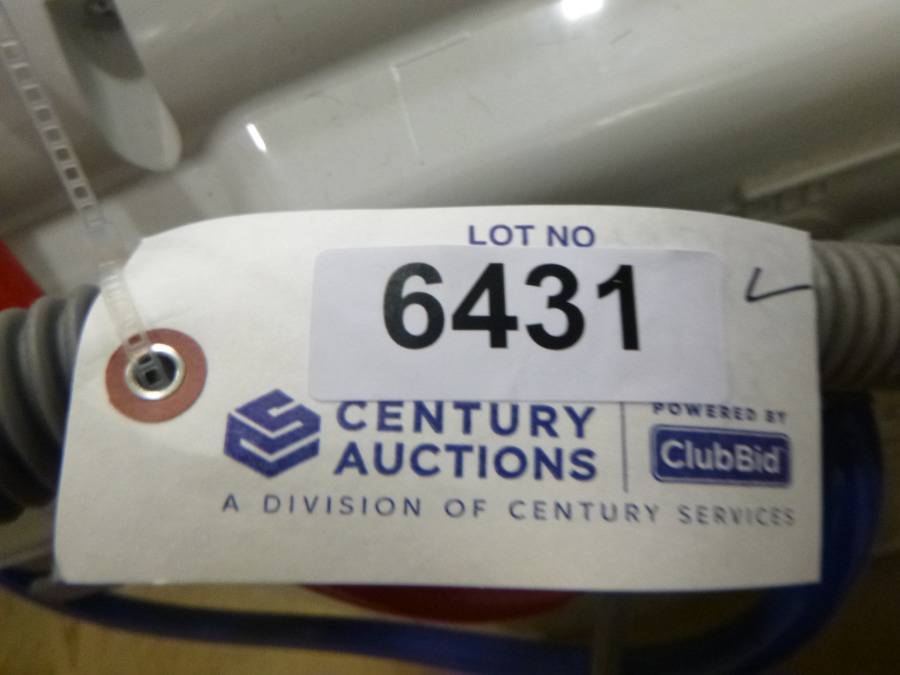 LOT NO
6431
CENTURY
AUCTIONS
POWERED BY
ClubBid
A DIVISION OF CENTURY SERVICES